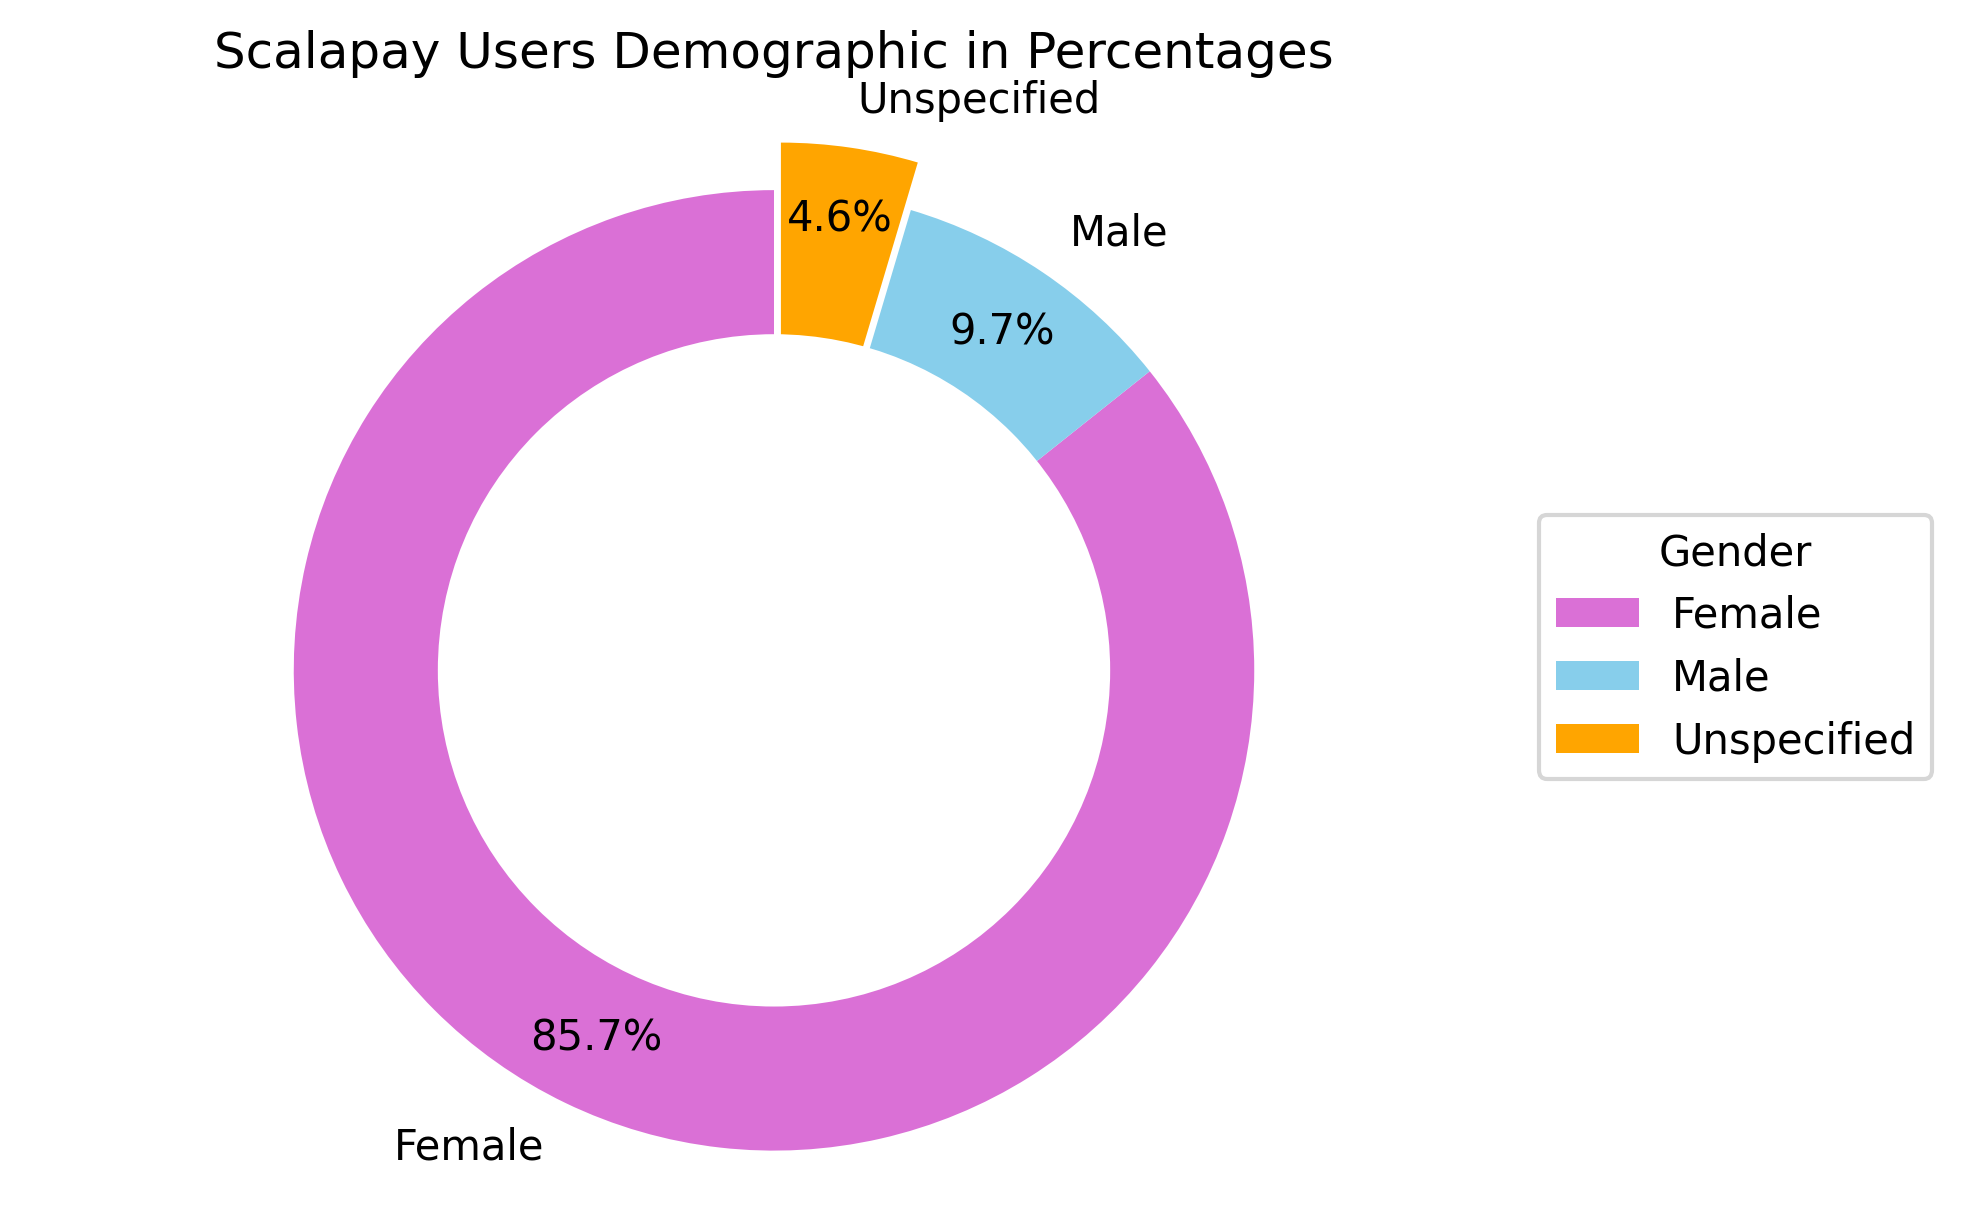 Scalapay Users Demographic in Percentages
Unspecified
4.6%
Male
9.7%
Gender
Female
Male
Unspecified
85.7%
Female